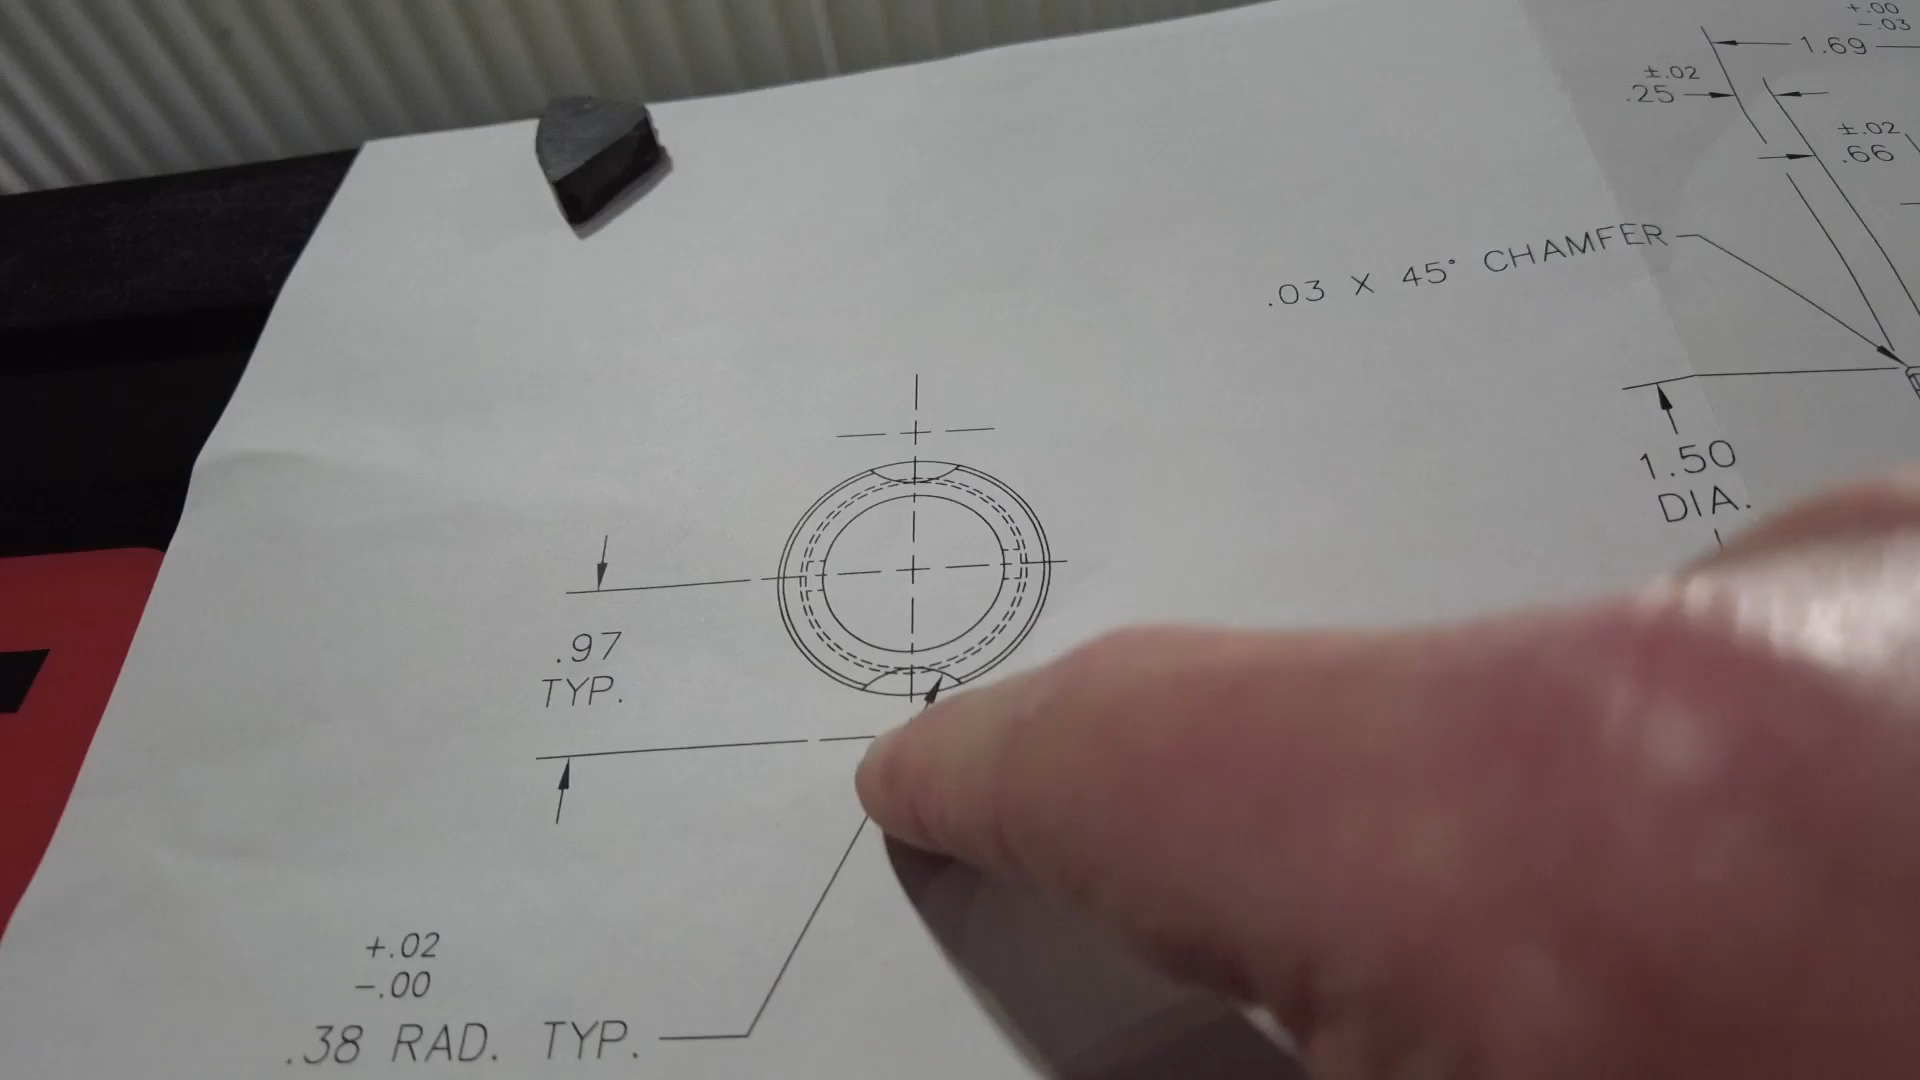 +.00
-.03
1.69
±.02
.25
±.02
.66
.03 X 45° CHAMFER
1.50
DIA.
.97
TYP.
+.02
-.00
.38 RAD. TYP.